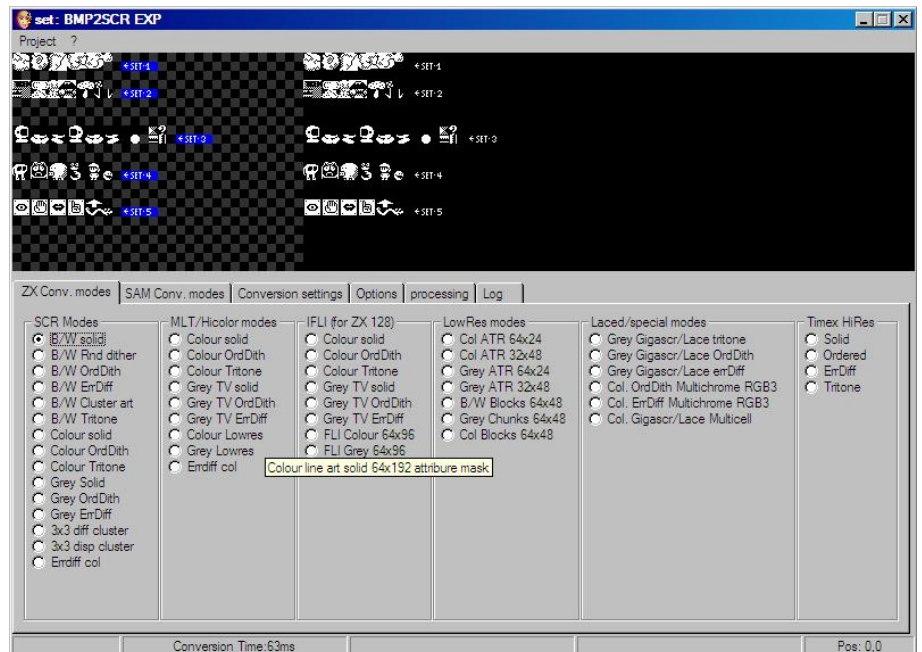 set: BMP2SCR EXP
Project ?
←SET-1 ←SET-1
←SET-2 ←SET-2
←SET-3 ←SET-3
←SET-4 ←SET-4
←SET-5 ←SET-5
ZX Conv. modes SAM Conv. modes Conversion settings Options processing Log
SCR Modes
B/W solid
B/W Rnd dither
B/W OrdDith
B/W ErrDiff
B/W Cluster art
B/W Tritone
Colour solid
Colour OrdDith
Colour Tritone
Grey Solid
Grey OrdDith
Grey ErrDiff
3x3 diff cluster
3x3 disp cluster
Errdiff col
MLT/Hicolor modes
Colour solid
Colour OrdDith
Colour Tritone
Grey TV solid
Grey TV OrdDith
Grey TV ErrDiff
Colour Lowres
Grey Lowres
Errdiff col
IFLI (for ZX 128)
Colour solid
Colour OrdDith
Colour Tritone
Grey TV solid
Grey TV OrdDith
Grey TV ErrDiff
FLI Colour 64x96
FLI Grey 64x96
Colour line art solid 64x192 attribure mask
LowRes modes
Col ATR 64x24
Col ATR 32x48
Grey ATR 64x24
Grey ATR 32x48
B/W Blocks 64x48
Grey Chunks 64x48
Col Blocks 64x48
Laced/special modes
Grey Gigascr/Lace tritone
Grey Gigascr/Lace OrdDith
Grey Gigascr/Lace errDiff
Col. OrdDith Multichrome RGB3
Col. ErrDiff Multichrome RGB3
Col. Gigascr/Lace Multicell
Timex HiRes
Solid
Ordered
ErrDiff
Tritone
Conversion Time:63ms Pos: 0,0